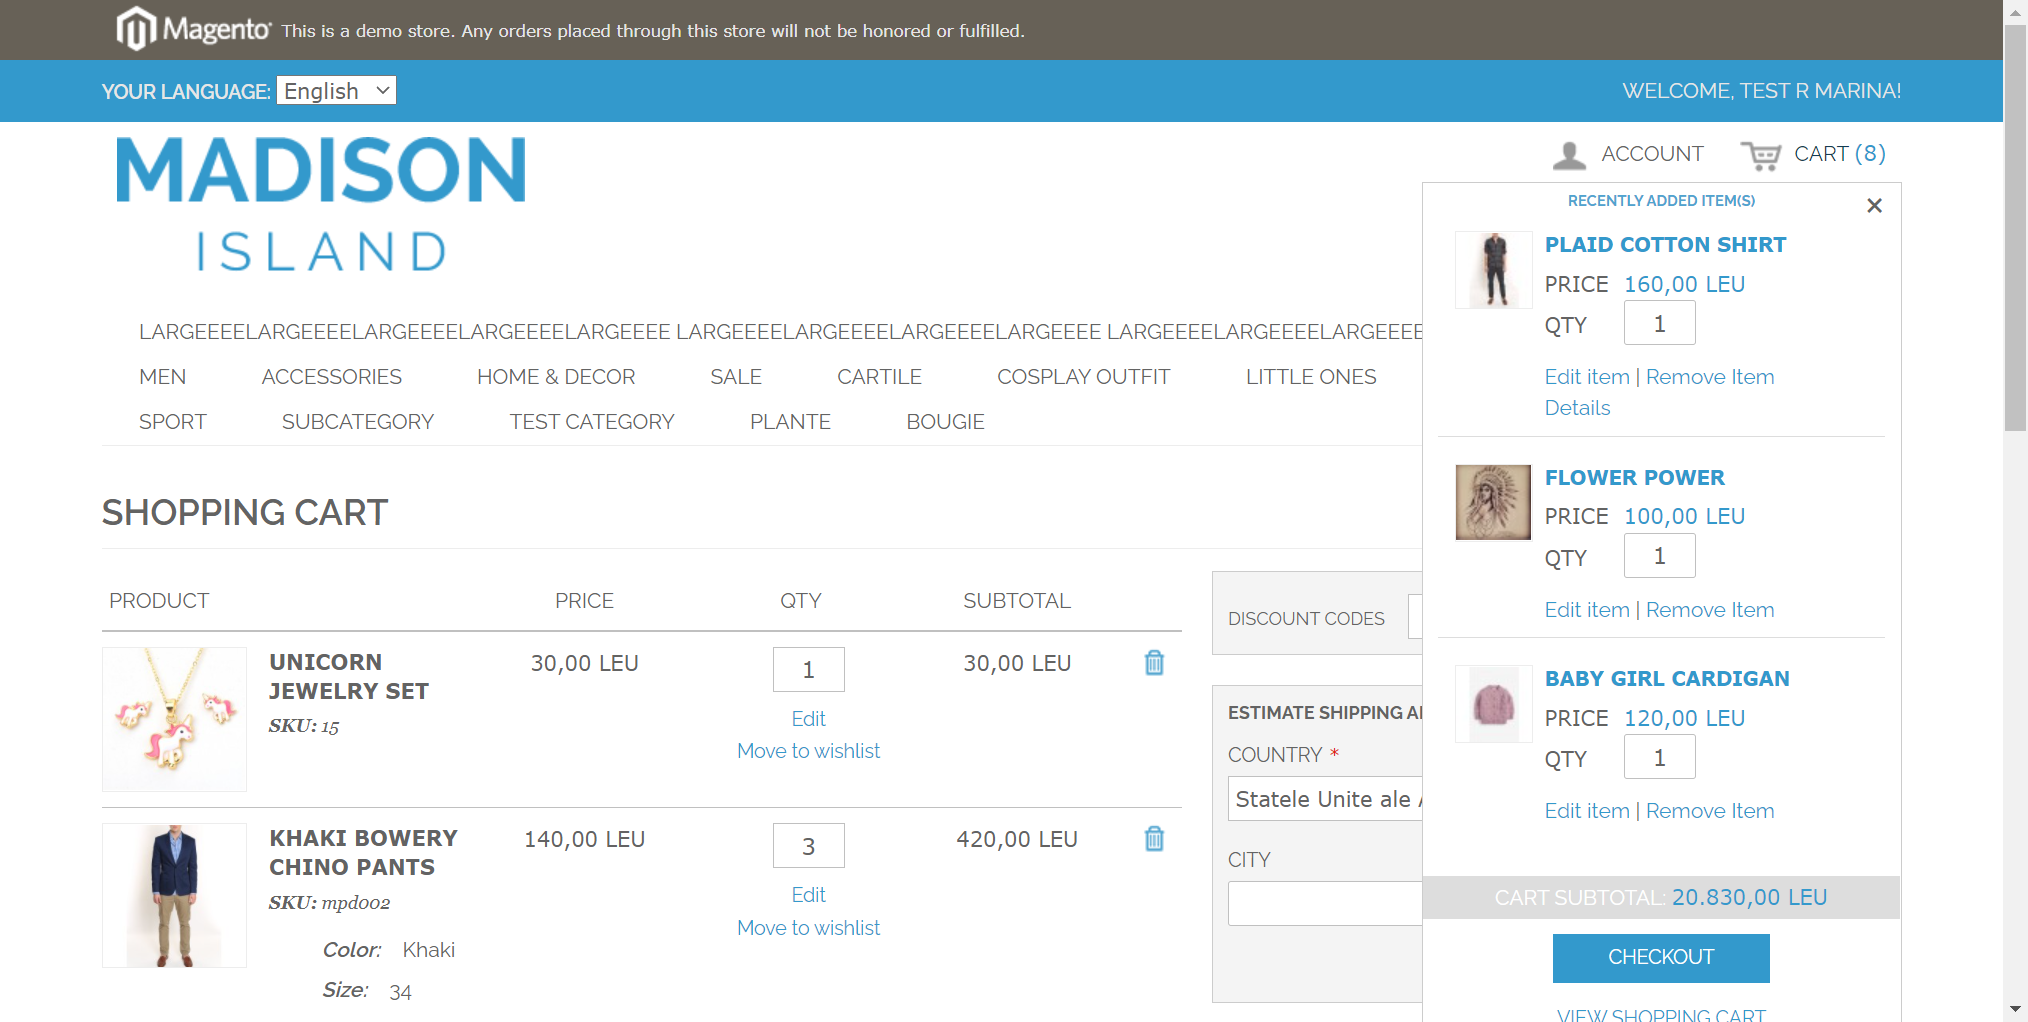 Magento This is a demo store. Any orders placed through this store will not be honored or fulfilled.
YOUR LANGUAGE: English
WELCOME, TEST R MARINA!
MADISON
ISLAND
ACCOUNT
CART (8)
LARGEEEELARGEEEELARGEEEELARGEEEELARGEEEE LARGEEEELARGEEEELARGEEEELARGEEEE LARGEEEELARGEEEELARGEEEE
MEN ACCESSORIES HOME & DECOR SALE CARTILE COSPLAY OUTFIT LITTLE ONES
SPORT SUBCATEGORY TEST CATEGORY PLANTE BOUGIE
SHOPPING CART
PRODUCT PRICE QTY SUBTOTAL
UNICORN
JEWELRY SET
SKU: 15
30,00 LEU
1
Edit
Move to wishlist
30,00 LEU
KHAKI BOWERY
CHINO PANTS
SKU: mpd002
Color: Khaki
Size: 34
140,00 LEU
3
Edit
Move to wishlist
420,00 LEU
DISCOUNT CODES
ESTIMATE SHIPPING
COUNTRY *
Statele Unite ale
CITY
RECENTLY ADDED ITEM(S)
×
PLAID COTTON SHIRT
PRICE 160,00 LEU
QTY 1
Edit item | Remove Item
Details
FLOWER POWER
PRICE 100,00 LEU
QTY 1
Edit item | Remove Item
BABY GIRL CARDIGAN
PRICE 120,00 LEU
QTY 1
Edit item | Remove Item
CART SUBTOTAL: 20.830,00 LEU
CHECKOUT
VIEW SHOPPING CART